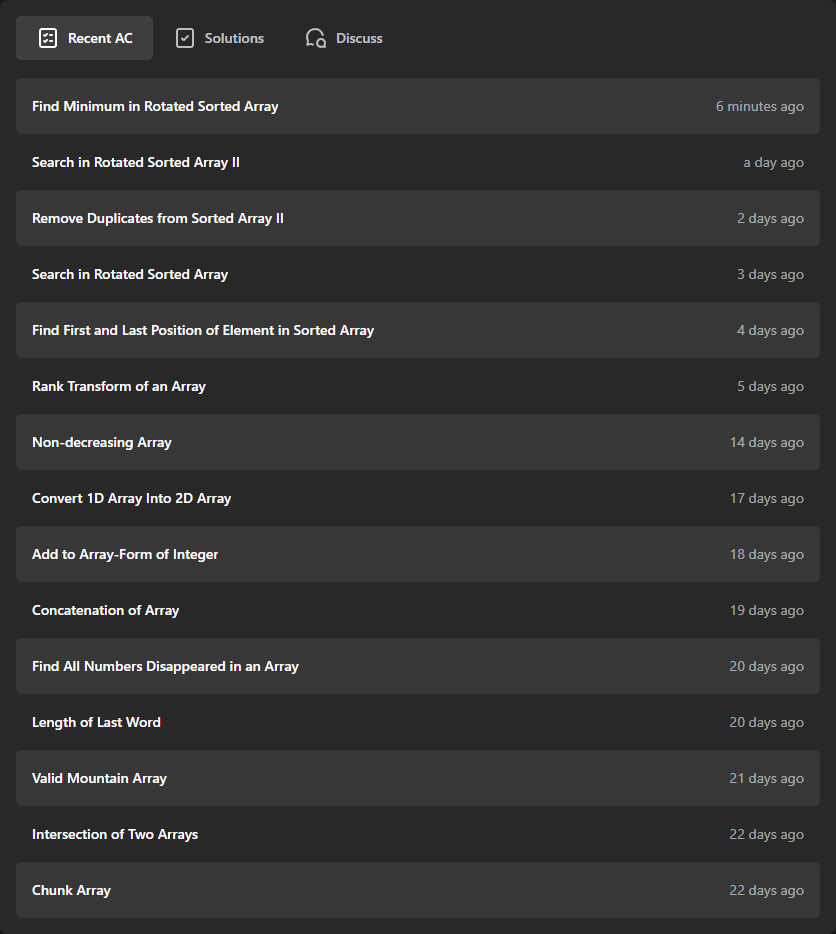 Recent AC Solutions Discuss
Find Minimum in Rotated Sorted Array 6 minutes ago
Search in Rotated Sorted Array II a day ago
Remove Duplicates from Sorted Array II 2 days ago
Search in Rotated Sorted Array 3 days ago
Find First and Last Position of Element in Sorted Array 4 days ago
Rank Transform of an Array 5 days ago
Non-decreasing Array 14 days ago
Convert 1D Array Into 2D Array 17 days ago
Add to Array-Form of Integer 18 days ago
Concatenation of Array 19 days ago
Find All Numbers Disappeared in an Array 20 days ago
Length of Last Word 20 days ago
Valid Mountain Array 21 days ago
Intersection of Two Arrays 22 days ago
Chunk Array 22 days ago